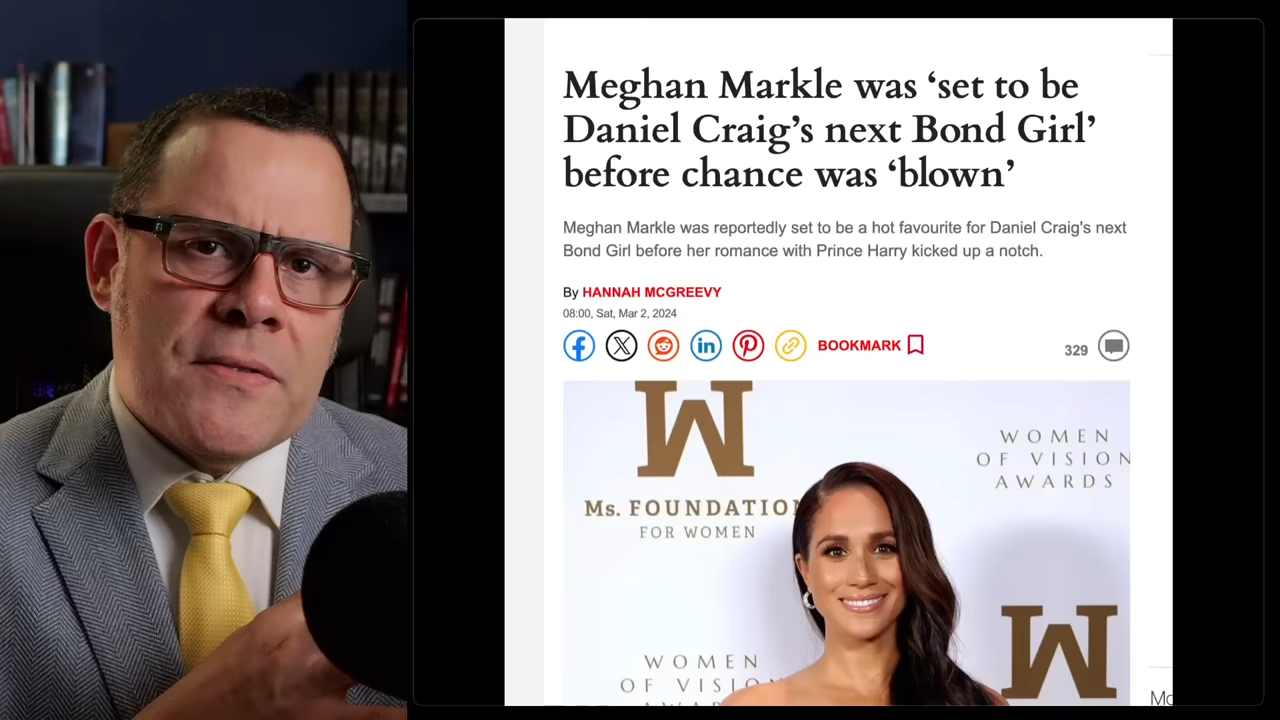 Meghan Markle was ‘set to be
Daniel Craig’s next Bond Girl’
before chance was ‘blown’
Meghan Markle was reportedly set to be a hot favourite for Daniel Craig's next
Bond Girl before her romance with Prince Harry kicked up a notch.
By HANNAH MCGREEVY
08:00, Sat, Mar 2, 2024
BOOKMARK
329
Ms. FOUNDATION
FOR WOMEN
WOMEN
OF VISION
AWARDS
WOMEN
OF VISIO
AWAR
Mc